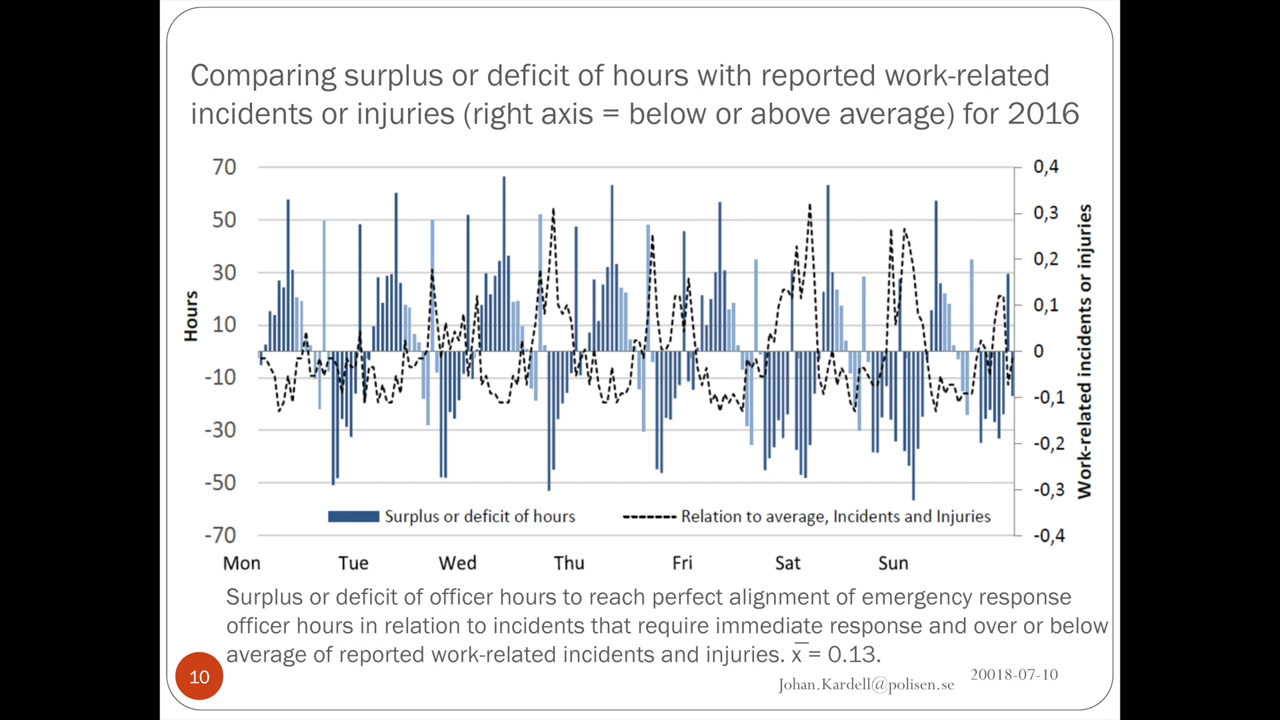 Comparing surplus or deficit of hours with reported work-related
incidents or injuries (right axis = below or above average) for 2016
70
50
30
10
-10
-30
-50
-70
Hours
0,4
0,3
0,2
0,1
0
-0,1
-0,2
-0,3
-0,4
Work-related incidents or injuries
Surplus or deficit of hours
Relation to average, Incidents and Injuries
Mon Tue Wed Thu Fri Sat Sun
Surplus or deficit of officer hours to reach perfect alignment of emergency response
officer hours in relation to incidents that require immediate response and over or below
average of reported work-related incidents and injuries. x̅ = 0.13.
10
Johan.Kardell@polisen.se
20018-07-10